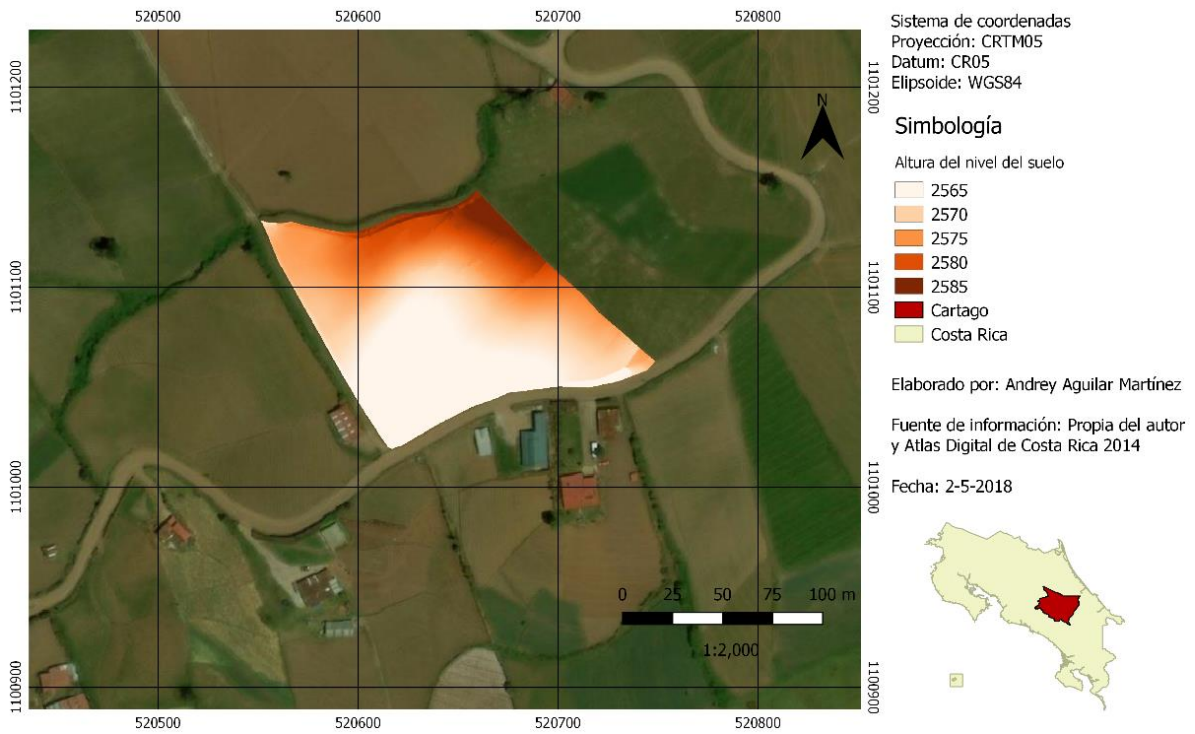 520500 520600 520700 520800
1101200 1101200
1101100 1101100
1101000 1101000
1100900 1100900
N
0 25 50 75 100 m
1:2,000
520500 520600 520700 520800
Sistema de coordenadas
Proyección: CRTM05
Datum: CR05
Elipsoide: WGS84
Simbología
Altura del nivel del suelo
2565
2570
2575
2580
2585
Cartago
Costa Rica
Elaborado por: Andrey Aguilar Martínez
Fuente de información: Propia del autor
y Atlas Digital de Costa Rica 2014
Fecha: 2-5-2018